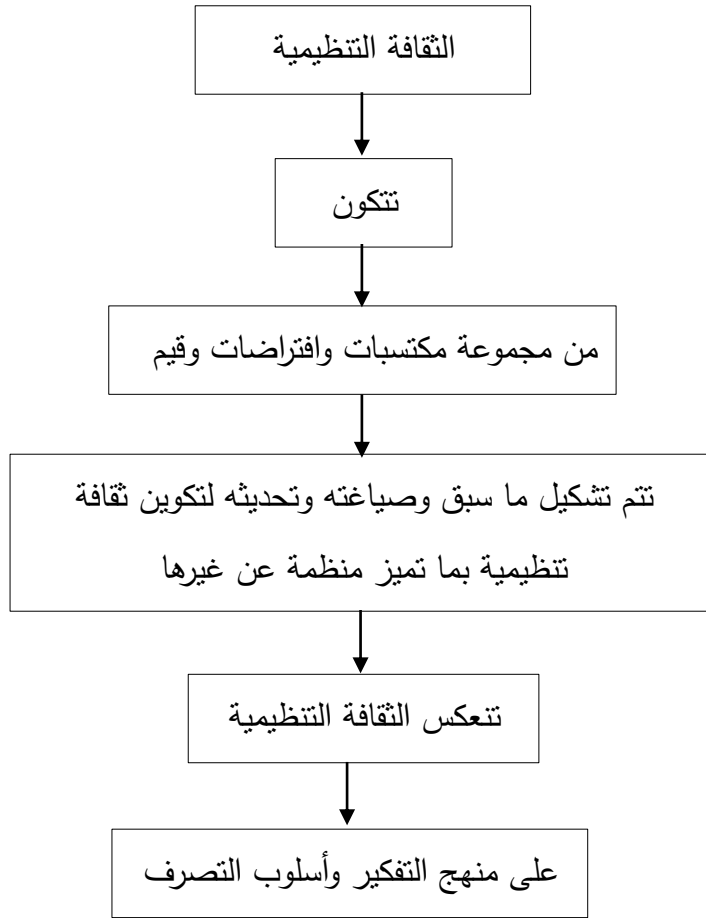 الثقافة التنظيمية
تتكون
من مجموعة مكتسبات وافتراضات وقيم
تتم تشكيل ما سبق وصياغته وتحديثه لتكوين ثقافة
تنظيمية بما تميز منظمة عن غيرها
تنعكس الثقافة التنظيمية
على منهج التفكير وأسلوب التصرف